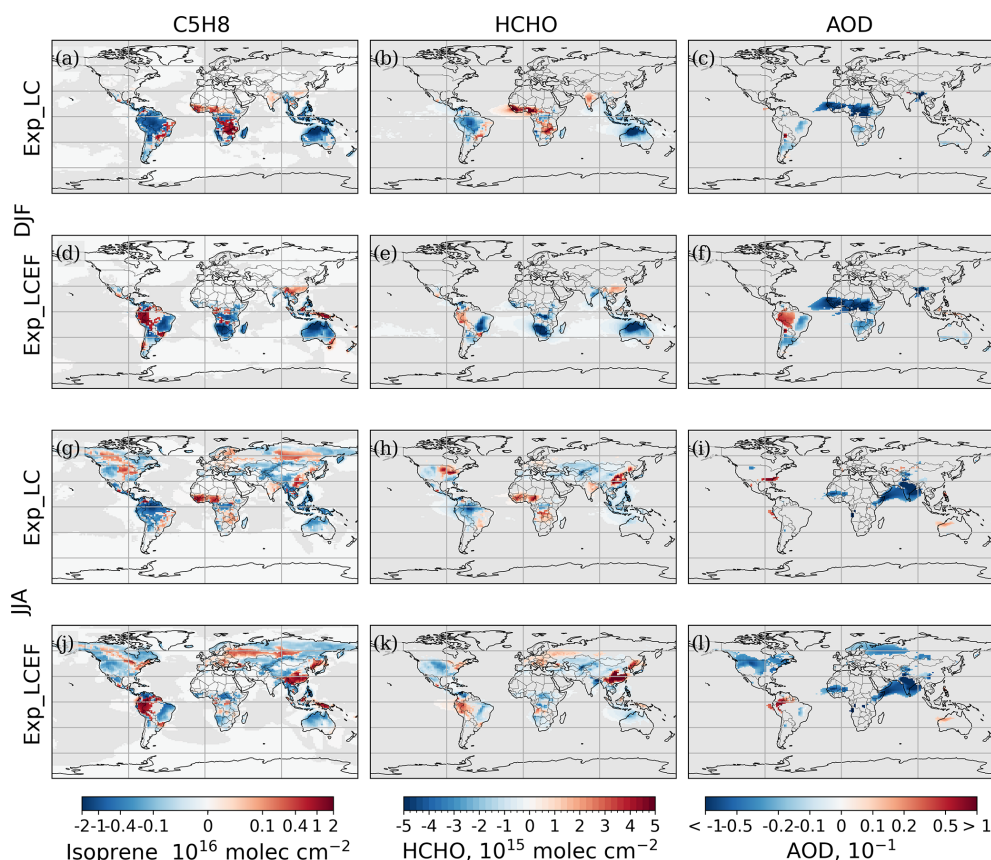 C5H8 HCHO AOD
Exp_LC (a) (b) (c)
DJF
Exp_LCEF (d) (e) (f)
Exp_LC (g) (h) (i)
JJA
Exp_LCEF (j) (k) (l)
-2 -1 -0.4 -0.1 0 0.1 0.4 1 2
Isoprene 10^16 molec cm^−2
-5 -4 -3 -2 -1 0 1 2 3 4 5
HCHO, 10^15 molec cm^−2
< -1 -0.5 -0.2 -0.1 0 0.1 0.2 0.5 > 1
AOD, 10^−1